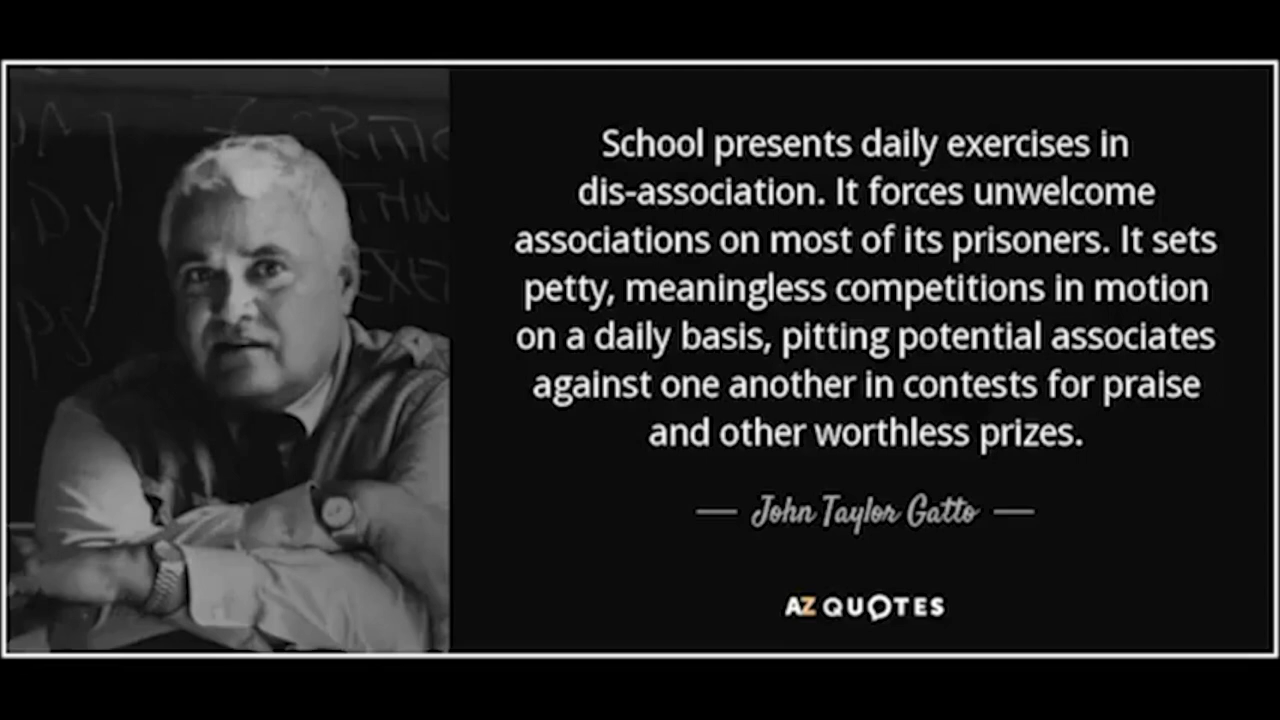 School presents daily exercises in
dis-association. It forces unwelcome
associations on most of its prisoners. It sets
petty, meaningless competitions in motion
on a daily basis, pitting potential associates
against one another in contests for praise
and other worthless prizes.
John Taylor Gatto
AZ QUOTES